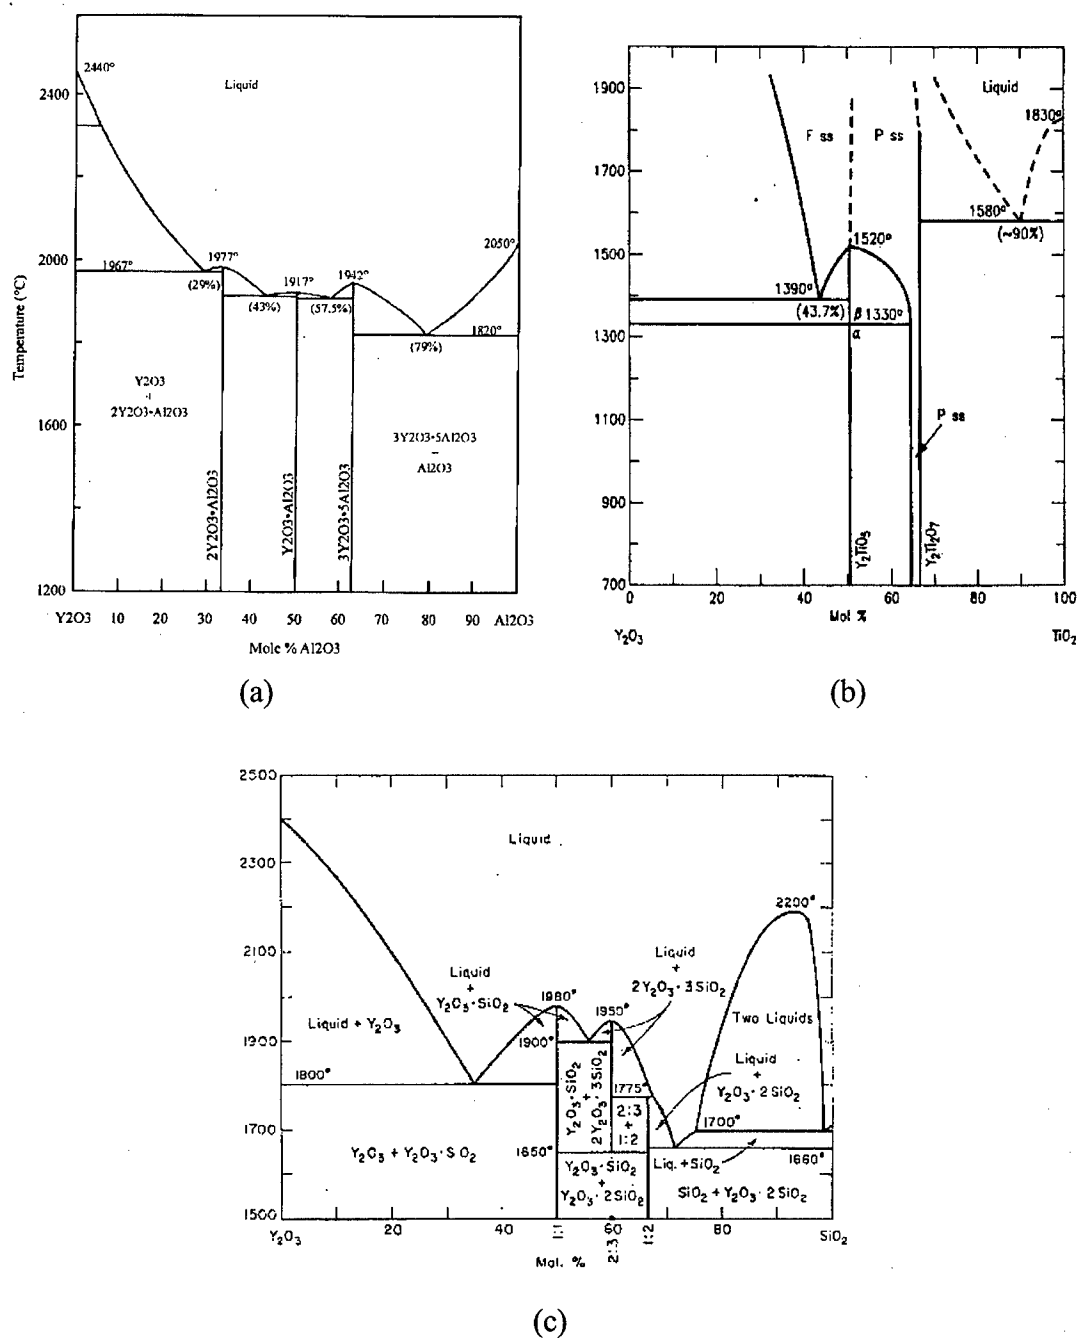 2440°
Liquid
2400
Temperature (°C)
2000
1967°
1977°
(29%)
1917°
(43%)
1942°
(57.5%)
2050°
1820°
(79%)
Y2O3
+
2Y2O3•Al2O3
1600
3Y2O3•5Al2O3
Al2O3
2Y2O3•Al2O3
Y2O3•Al2O3
3Y2O3•5Al2O3
1200
Y2O3 10 20 30 40 50 60 70 80 90 Al2O3
Mole % Al2O3
(a)
1900
Liquid
1830°
F ss
P ss
1700
1580°
(~90%)
1500
1520°
1390°
(43.7%)
β 1330°
α
1300
1100
P ss
900
Y₂TiO₅
Y₂Ti₂O₇
700
0 20 40 60 80 100
Mol %
Y₂O₃
TiO₂
(b)
2500
Liquid
2300
2200°
2100
Liquid
+
Y₂O₃·SiO₂
Liquid
+
2Y₂O₃·3SiO₂
1980°
1950°
Liquid + Y₂O₃
Two Liquids
1900
1900°
1800°
Y₂O₃·SiO₂
+
2Y₂O₃·3SiO₂
1775°
2:3
+
1:2
Liquid
+
Y₂O₃·2SiO₂
1700
1700°
Y₂O₃ + Y₂O₃·SiO₂
1650°
1660°
Y₂O₃·SiO₂
+
Y₂O₃·2SiO₂
Liq. + SiO₂
SiO₂ + Y₂O₃·2SiO₂
1500
Y₂O₃
20 40 60 80
SiO₂
1:1
2:3
1:2
Mol. %
(c)